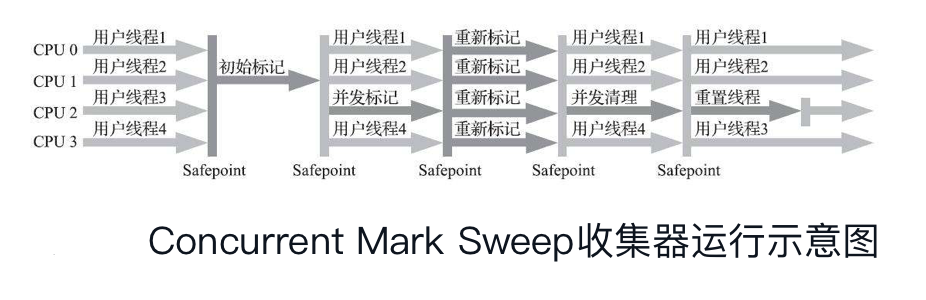 CPU 0 用户线程1 用户线程1 重新标记 用户线程1 用户线程1
CPU 1 用户线程2 初始标记 用户线程2 重新标记 用户线程2 用户线程2
CPU 2 用户线程3 并发标记 重新标记 并发清理 重置线程
CPU 3 用户线程4 用户线程4 重新标记 用户线程4 用户线程3
Safepoint Safepoint Safepoint Safepoint Safepoint
Concurrent Mark Sweep收集器运行示意图